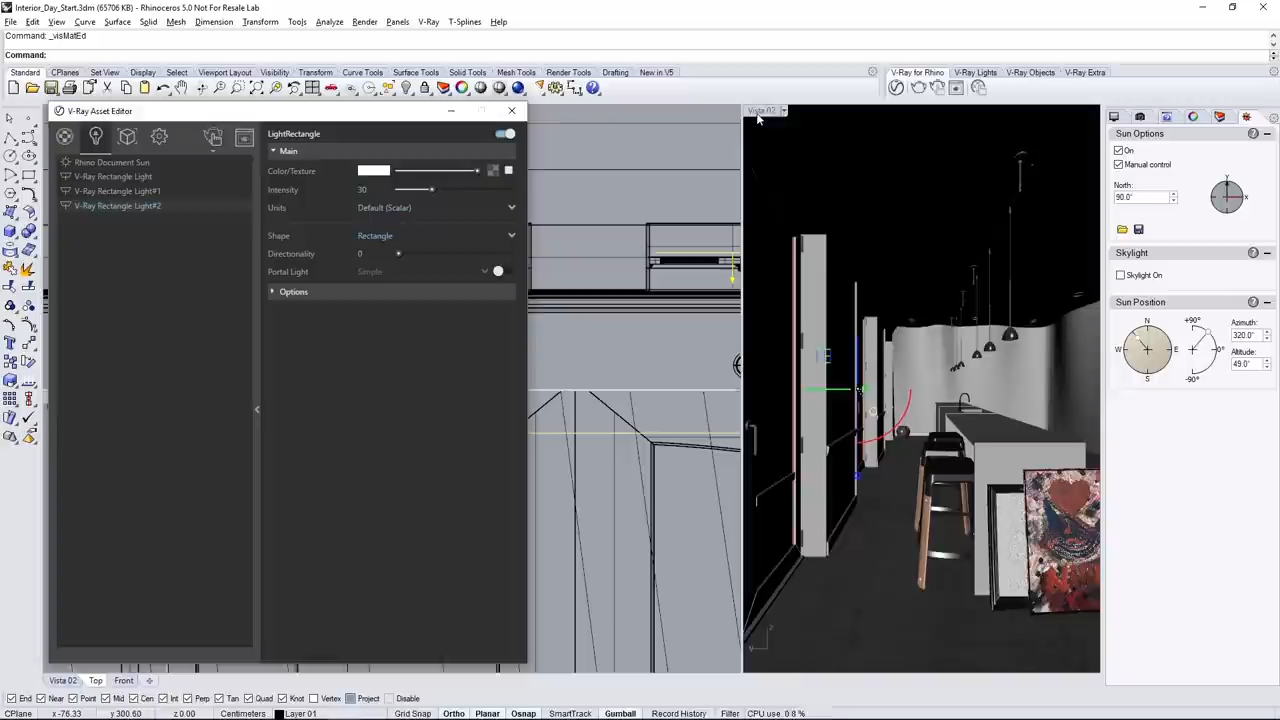 Interior_Day_Start.3dm (65706 KB) - Rhinoceros 5.0 Not For Resale Lab
File Edit View Curve Surface Solid Mesh Dimension Transform Tools Analyze Render Panels V-Ray T-Splines Help
Command: _visMatEd
Command:
Standard CPlanes Set View Display Select Viewport Layout Visibility Transform Curve Tools Surface Tools Solid Tools Mesh Tools Render Tools Drafting New in V5
V-Ray for Rhino V-Ray Lights V-Ray Objects V-Ray Extra
V-Ray Asset Editor
Rhino Document Sun
V-Ray Rectangle Light
V-Ray Rectangle Light#1
V-Ray Rectangle Light#2
LightRectangle
Main
Color/Texture
Intensity 30
Units Default (Scalar)
Shape Rectangle
Directionality 0
Portal Light Simple
Options
Vista 02
z
Sun Options
On
Manual control
North:
90.0°
Y
X
Skylight
Skylight On
Sun Position
N
W E
S
+90°
0°
-90°
Azimuth:
320.0°
Altitude:
49.0°
Vista 02 Top Front
End Near Point Mid Cen Int Perp Tan Quad Knot Vertex Project Disable
CPlane x -76.33 y 300.60 z 0.00 Centimeters Layer 01 Grid Snap Ortho Planar Osnap SmartTrack Gumball Record History Filter CPU use: 0.8 %